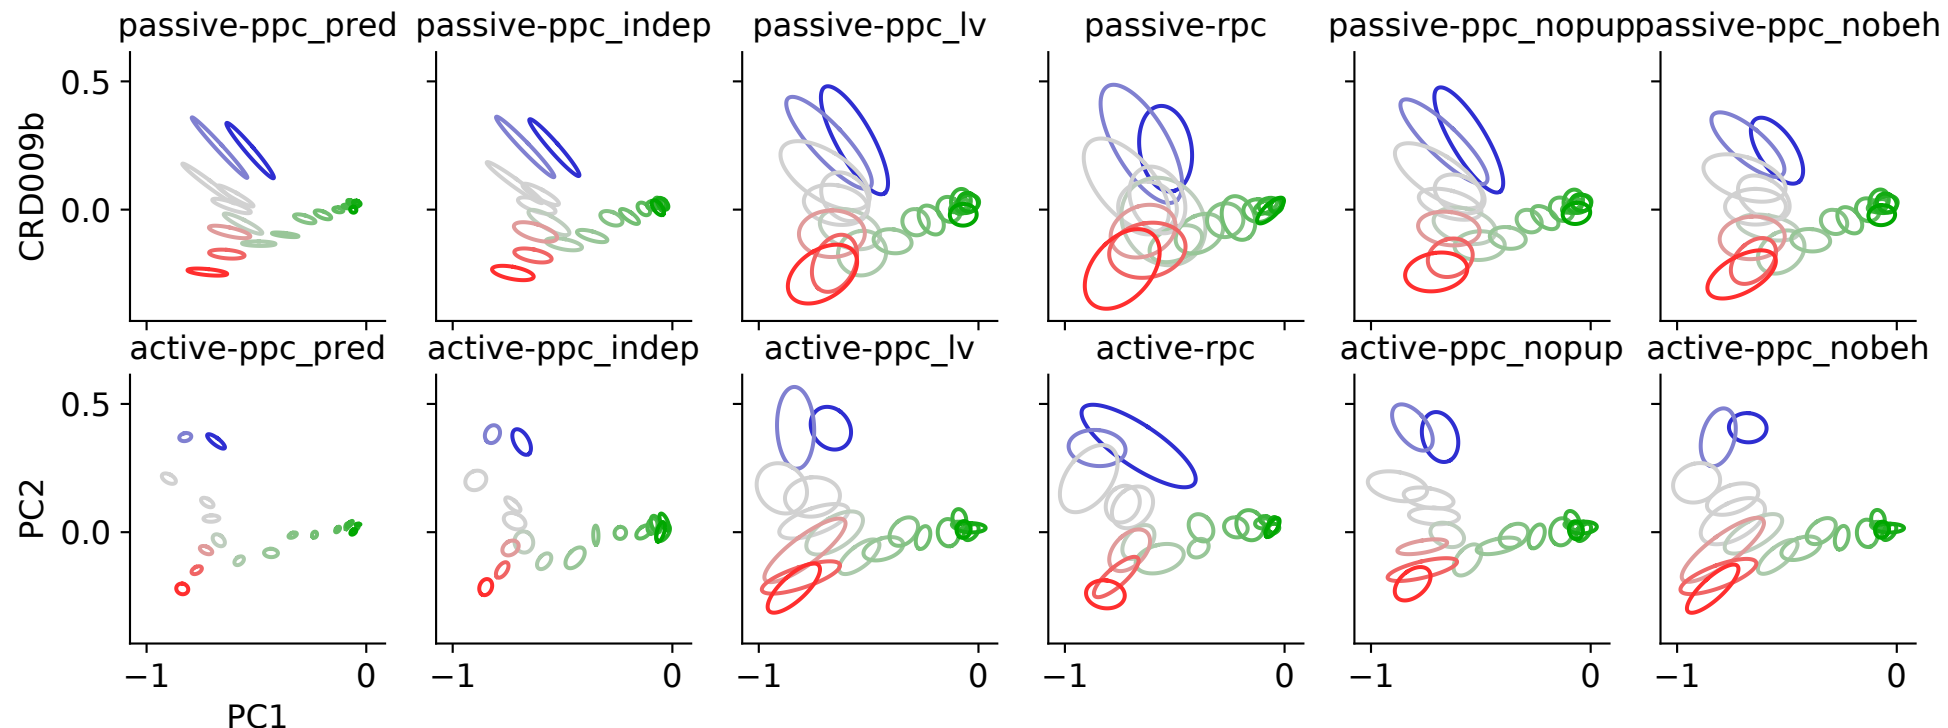 passive-ppc_pred passive-ppc_indep passive-ppc_lv passive-rpc passive-ppc_nopup passive-ppc_nobeh
0.5
0.0
CRD009b
active-ppc_pred active-ppc_indep active-ppc_lv active-rpc active-ppc_nopup active-ppc_nobeh
0.5
0.0
PC2
−1 0 −1 0 −1 0 −1 0 −1 0 −1 0
PC1